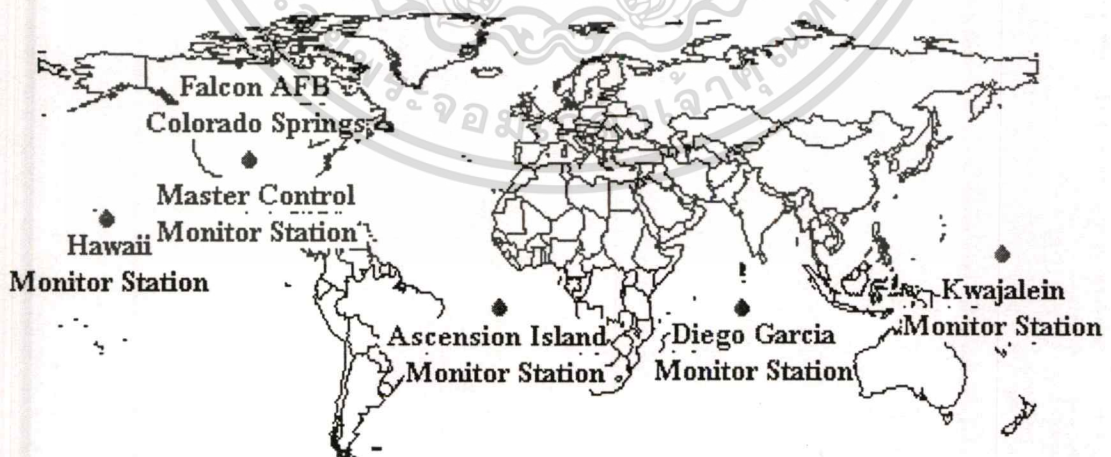 Falcon AFB
Colorado Springs
Master Control
Monitor Station
Hawaii
Monitor Station
Ascension Island
Monitor Station
Diego Garcia
Monitor Station
Kwajalein
Monitor Station